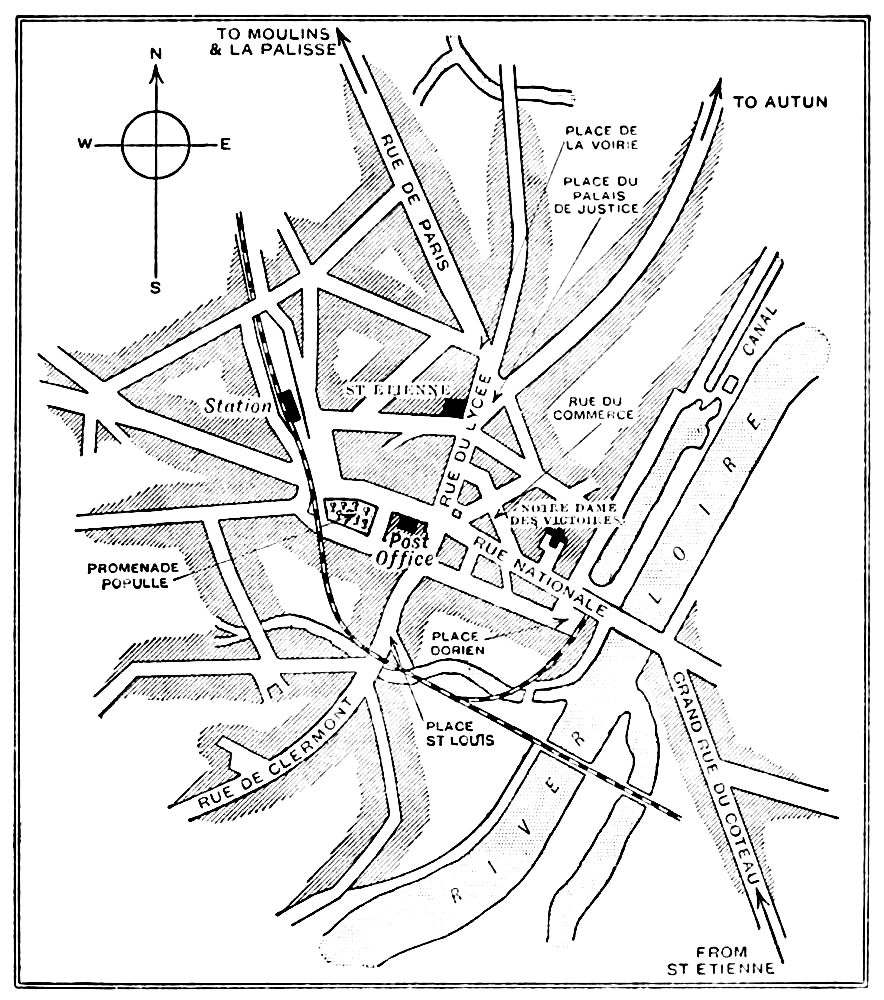 TO MOULINS
& LA PALISSE
N
W
E
S
TO AUTUN
PLACE DE
LA VOIRIE
PLACE DU
PALAIS
DE JUSTICE
RUE DE PARIS
CANAL
ST ETIENNE
Station
RUE DU LYCÉE
RUE DU
COMMERCE
LOIRE
NOTRE DAME
DES VICTOIRES
Post
Office
RUE NATIONALE
PROMENADE
POPULLE
PLACE
DORIEN
PLACE
ST LOUIS
RUE DE CLERMONT
RIVER
GRAND RUE DU COTEAU
FROM
ST ETIENNE